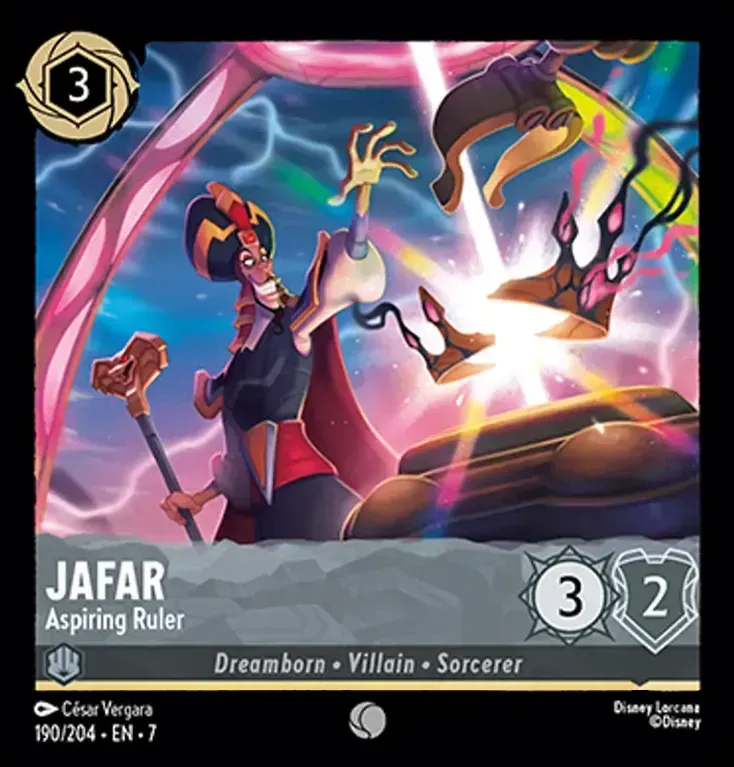 3
JAFAR
Aspiring Ruler
3 2
Dreamborn • Villain • Sorcerer
César Vergara
190/204 • EN • 7
Disney Lorcana
©Disney